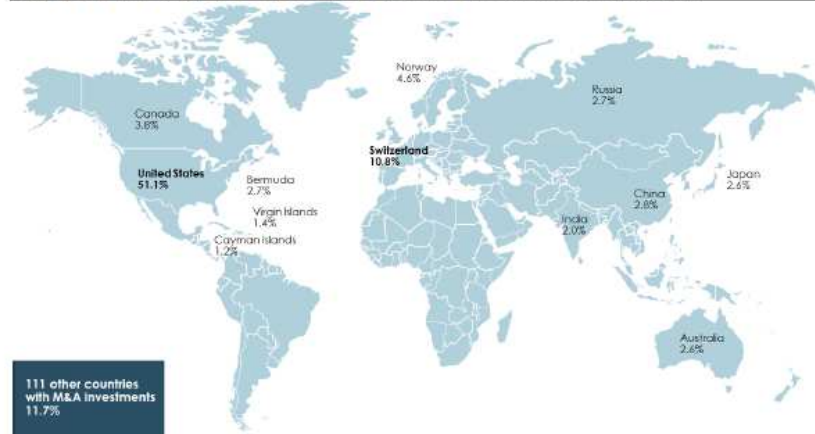 Norway
4.6%
Russia
2.7%
Canada
3.8%
Switzerland
10.8%
United States
51.1%
Bermuda
2.7%
Japan
2.6%
China
2.8%
Virgin Islands
1.4%
India
2.0%
Cayman Islands
1.2%
Australia
2.6%
111 other countries
with M&A investments
11.7%